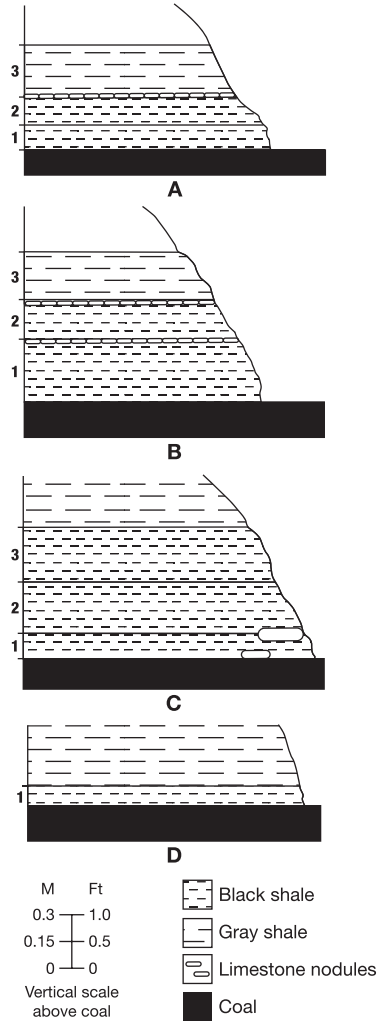 3
2
1
A
3
2
1
B
3
2
1
C
1
D
M Ft
0.3 1.0
0.15 0.5
0 0
Vertical scale
above coal
Black shale
Gray shale
Limestone nodules
Coal